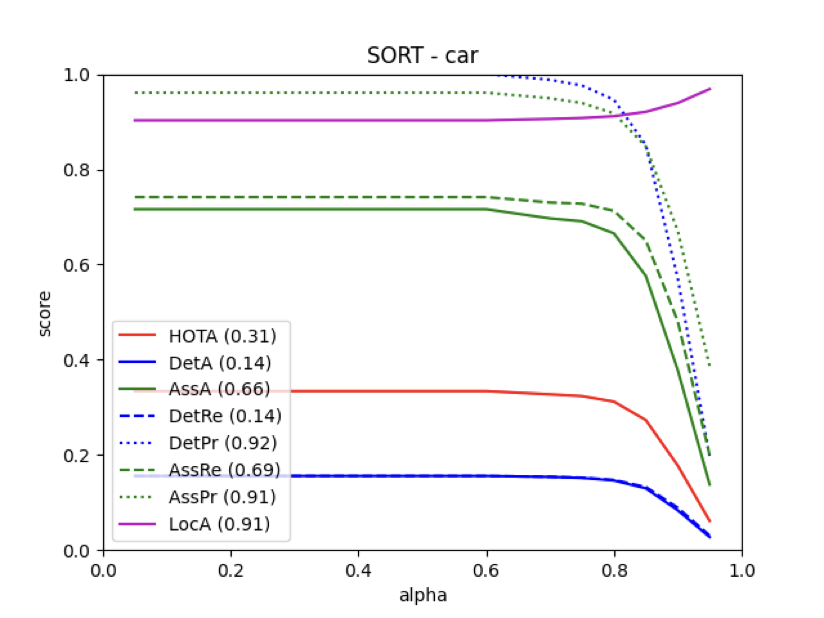 SORT - car
1.0
0.8
0.6
0.4
0.2
0.0
score
HOTA (0.31)
DetA (0.14)
AssA (0.66)
DetRe (0.14)
DetPr (0.92)
AssRe (0.69)
AssPr (0.91)
LocA (0.91)
0.0 0.2 0.4 0.6 0.8 1.0
alpha